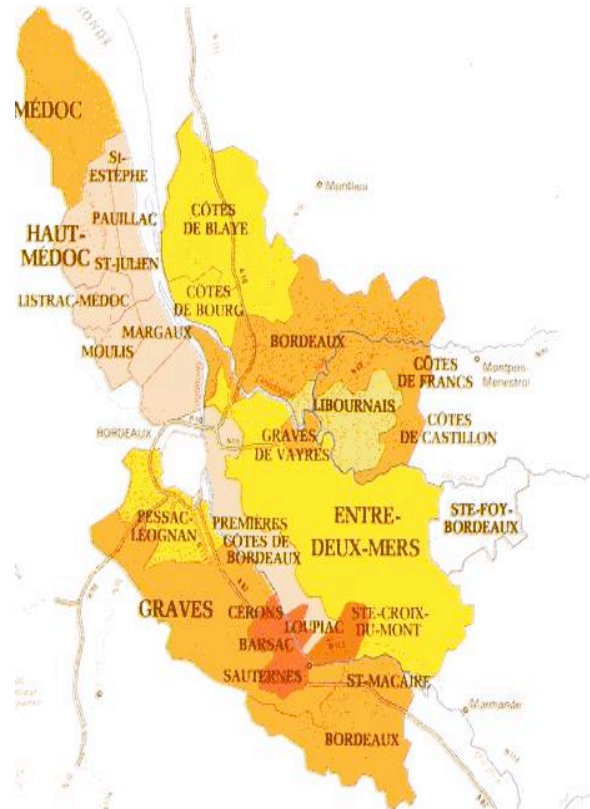 MÉDOC
St-
ESTÈPHE
PAUILLAC
HAUT-
MÉDOC
ST-JULIEN
LISTRAC-MÉDOC
MARGAUX
MOULIS
CÔTES
DE BLAYE
CÔTES
DE BOURG
Montlieu
BORDEAUX
CÔTES
DE FRANCS
LIBOURNAIS
CÔTES
DE CASTILLON
BORDEAUX
GRAVES
DE VAYRES
ENTRE-
DEUX-MERS
STE-FOY-
BORDEAUX
PESSAC-
LÉOGNAN
PREMIÈRES
CÔTES DE
BORDEAUX
GRAVES
CÉRONS
LOUPIAC
STE-CROIX-
DU-MONT
BARSAC
SAUTERNES
ST-MACAIRE
Marmande
BORDEAUX